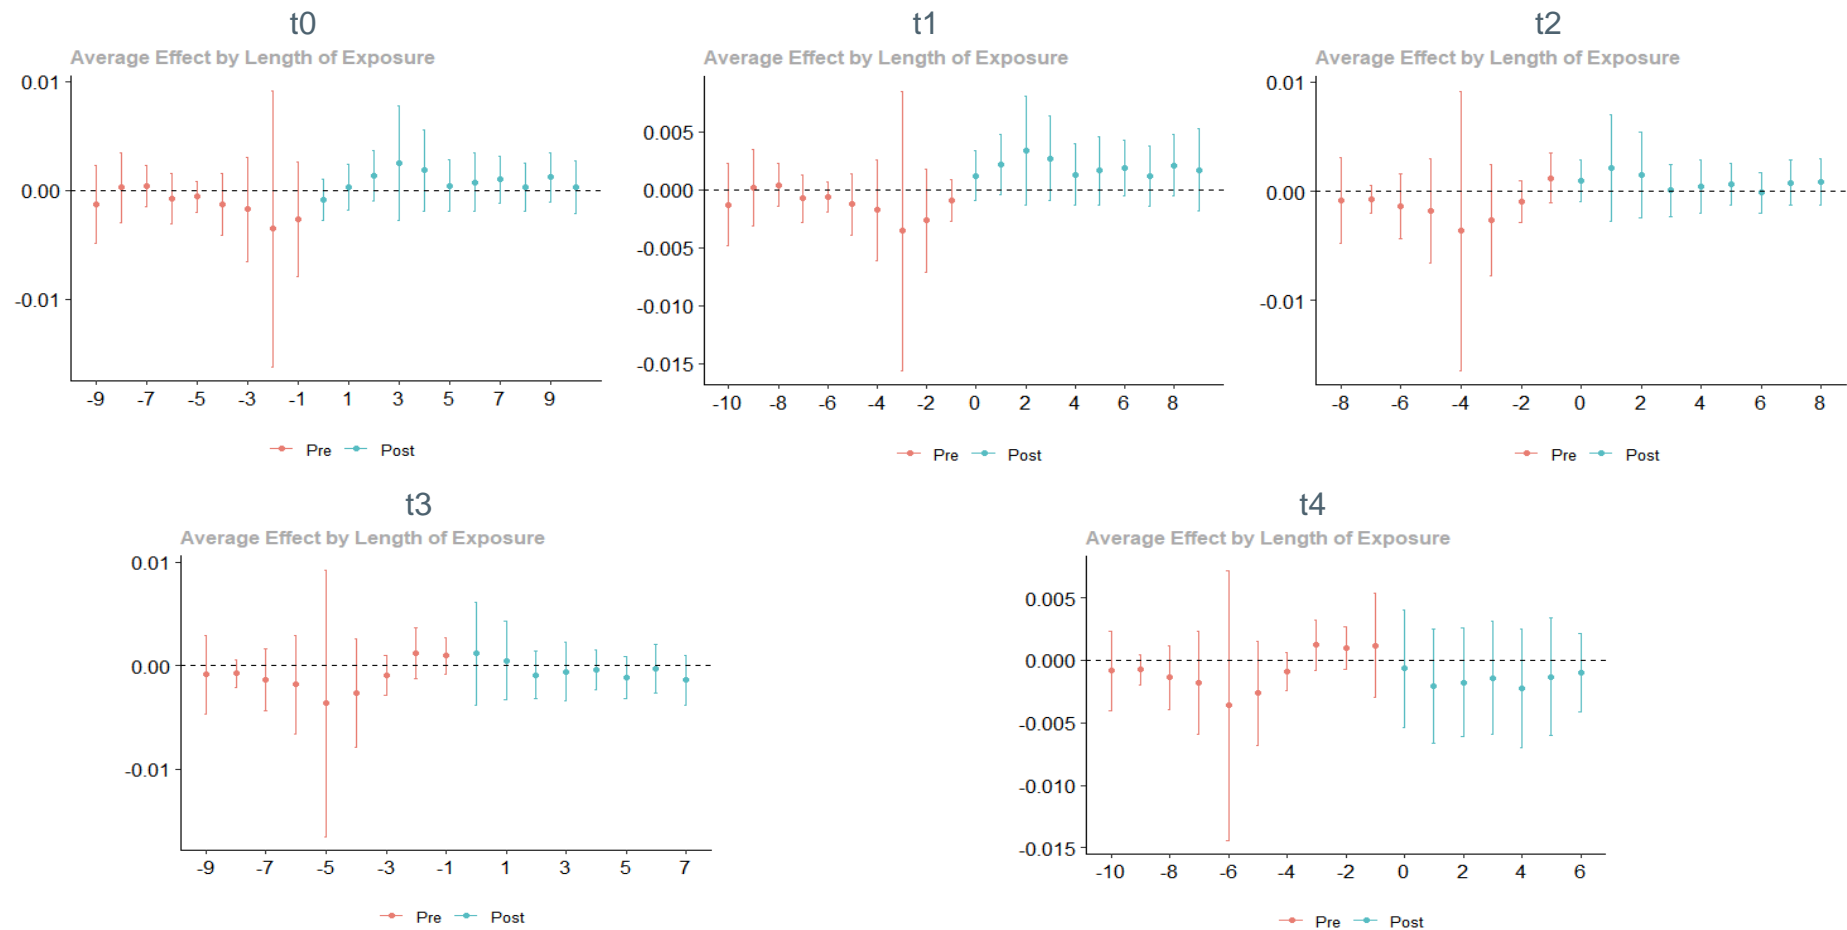 t0
Average Effect by Length of Exposure
0.01
0.00
-0.01
-9 -7 -5 -3 -1 1 3 5 7 9
Pre Post
t1
Average Effect by Length of Exposure
0.005
0.000
-0.005
-0.010
-0.015
-10 -8 -6 -4 -2 0 2 4 6 8
Pre Post
t2
Average Effect by Length of Exposure
0.01
0.00
-0.01
-8 -6 -4 -2 0 2 4 6 8
Pre Post
t3
Average Effect by Length of Exposure
0.01
0.00
-0.01
-9 -7 -5 -3 -1 1 3 5 7
Pre Post
t4
Average Effect by Length of Exposure
0.005
0.000
-0.005
-0.010
-0.015
-10 -8 -6 -4 -2 0 2 4 6
Pre Post